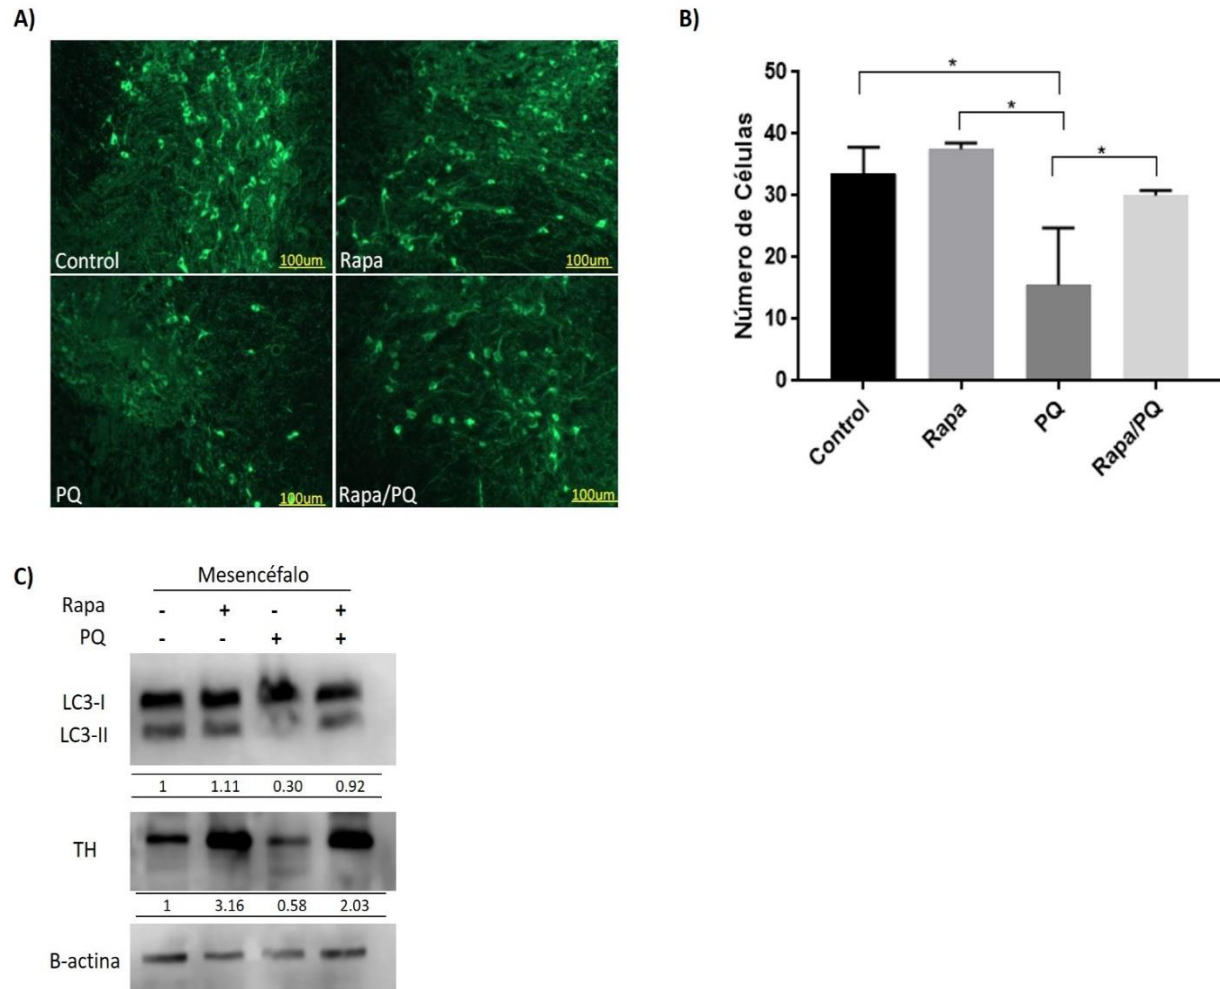 A)
Control
100um
Rapa
100um
PQ
100um
Rapa/PQ
100um
B)
Número de Células
50
40
30
20
10
0
*
*
*
Control
Rapa
PQ
Rapa/PQ
C)
Mesencéfalo
Rapa - + - +
PQ - - + +
LC3-I
LC3-II
1 1.11 0.30 0.92
TH
1 3.16 0.58 2.03
B-actina